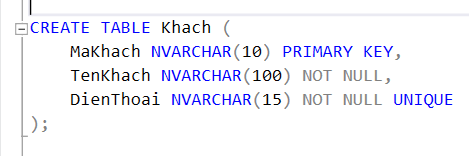 CREATE TABLE Khach (
    MaKhach NVARCHAR(10) PRIMARY KEY,
    TenKhach NVARCHAR(100) NOT NULL,
    DienThoai NVARCHAR(15) NOT NULL UNIQUE
);